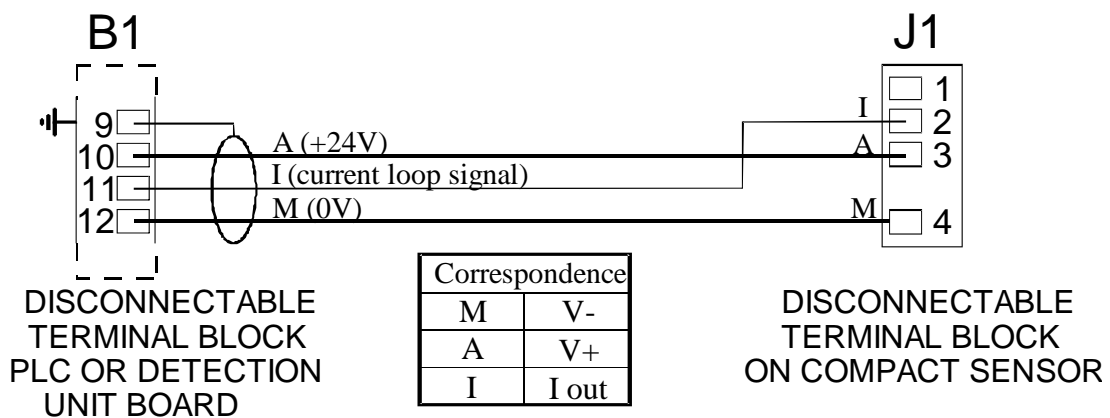 B1
J1
9
10
11
12
A (+24V)
I (current loop signal)
M (0V)
I
A
M
1
2
3
4
Correspondence
M V-
A V+
I I out
DISCONNECTABLE
TERMINAL BLOCK
PLC OR DETECTION
UNIT BOARD
DISCONNECTABLE
TERMINAL BLOCK
ON COMPACT SENSOR